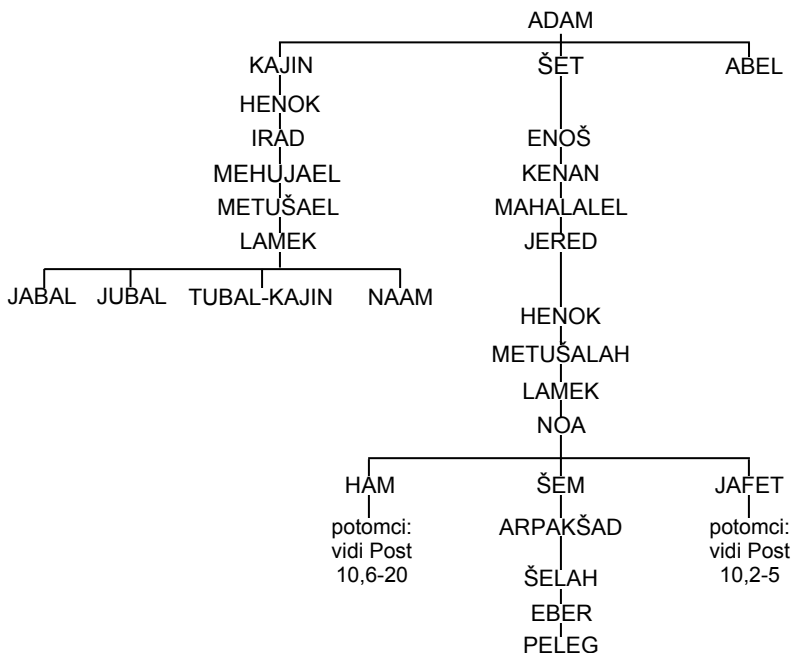 ADAM
KAJIN ŠET ABEL
HENOK
IRAD ENOŠ
MEHUJAEL KENAN
METUŠAEL MAHALALEL
LAMEK JERED
JABAL JUBAL TUBAL-KAJIN NAAM
HENOK
METUŠALAH
LAMEK
NOA
HAM ŠEM JAFET
potomci: ARPAKŠAD potomci:
vidi Post vidi Post
10,6-20 ŠELAH 10,2-5
EBER
PELEG